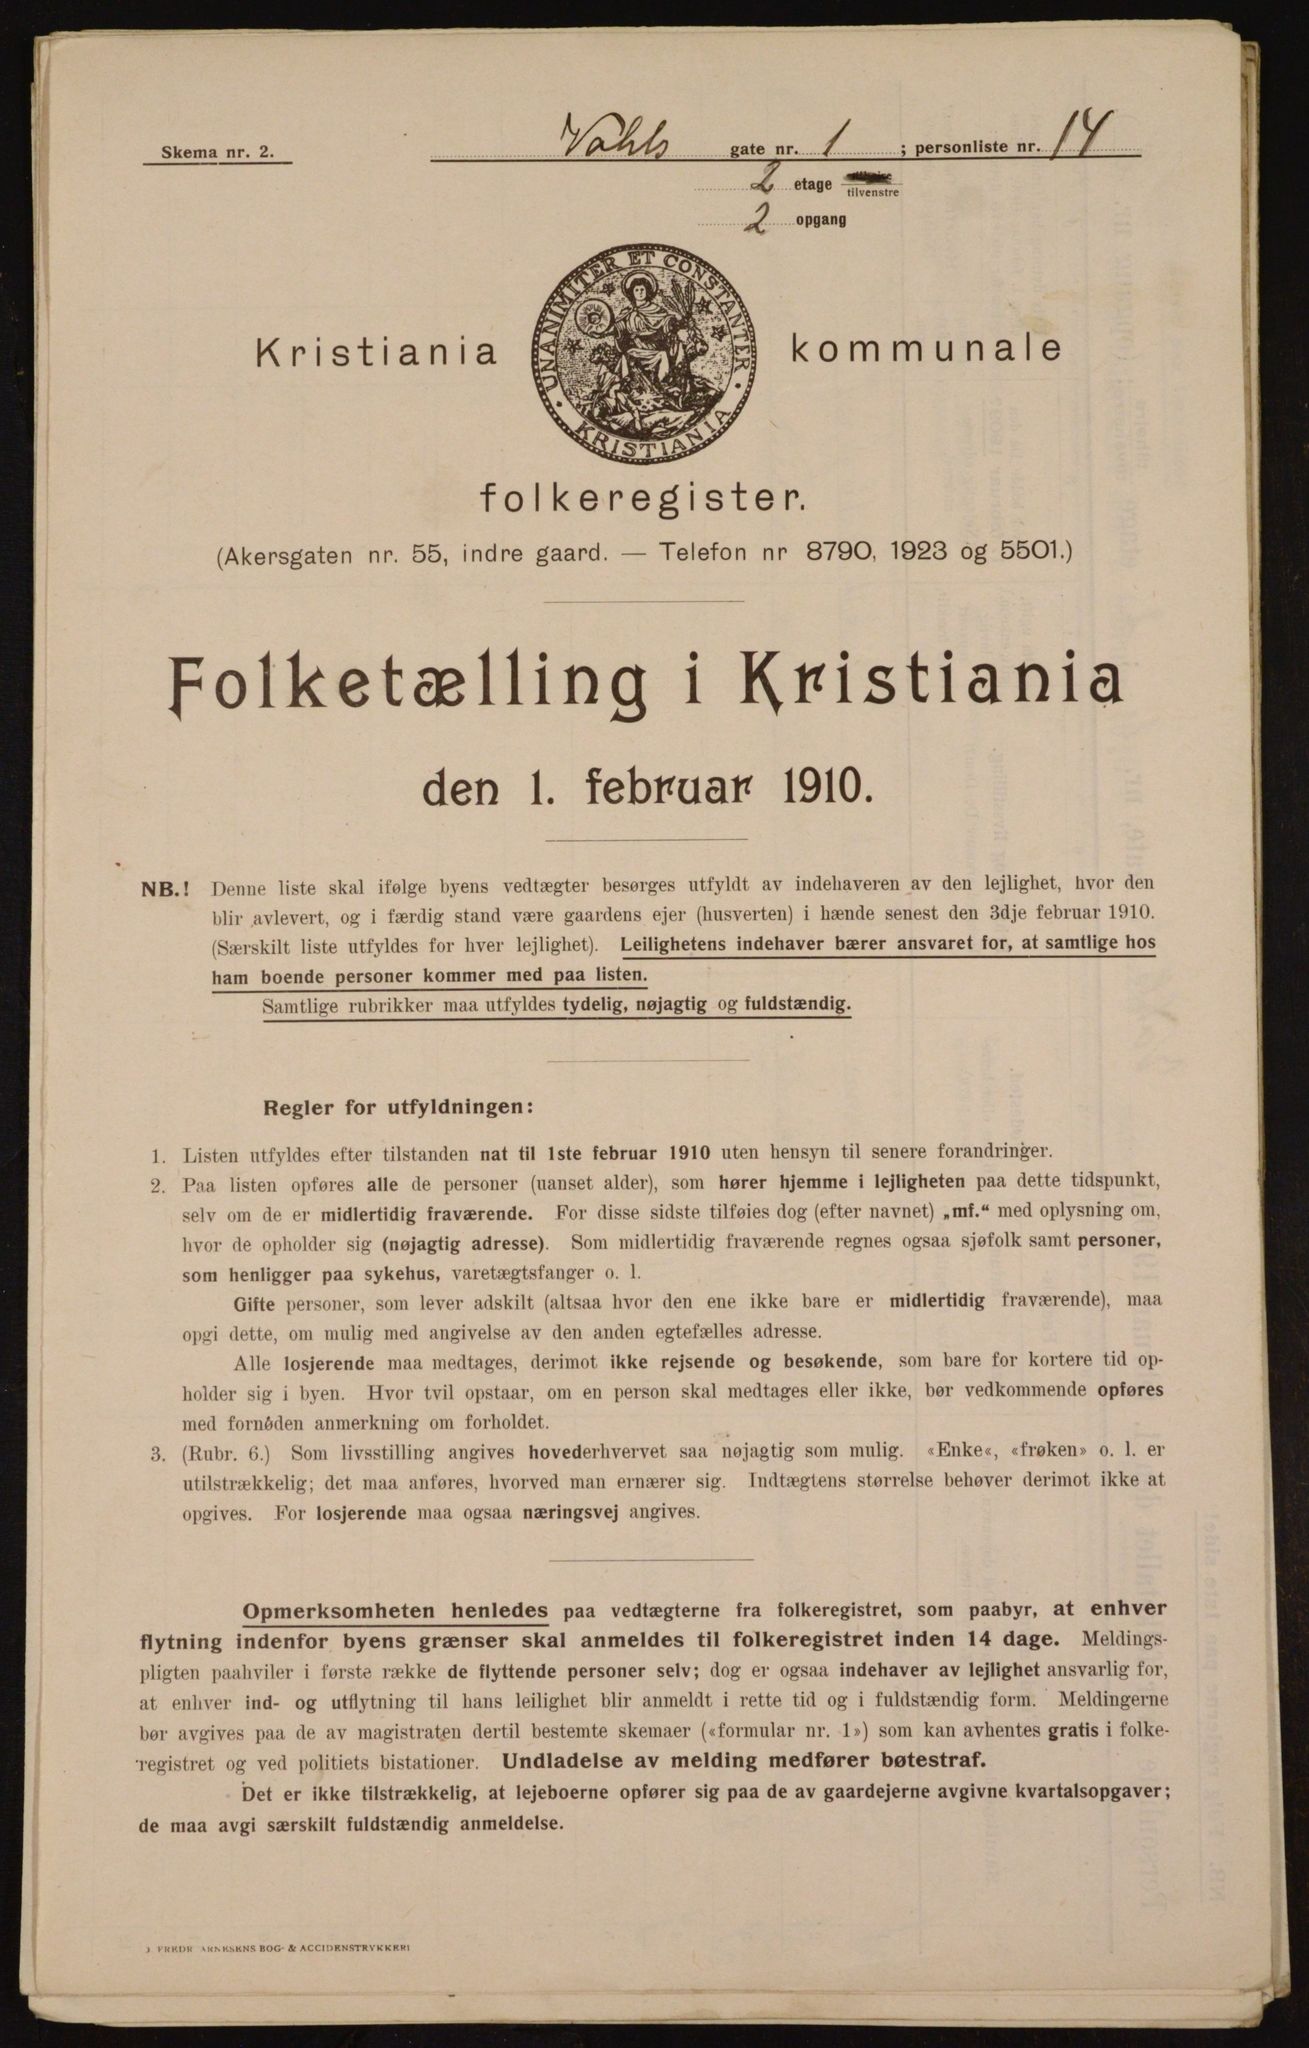 Skema nr. 2.
Vahls gate nr. 1 ; personliste nr. 14
2 etage
tilvenstre
2 opgang
UNANIMITER ET CONSTANTER
KRISTIANIA
Kristiania kommunale
folkeregister.
(Akersgaten nr. 55, indre gaard. — Telefon nr 8790, 1923 og 5501.)
Folketælling i Kristiania
den 1. februar 1910.
NB.! Denne liste skal ifølge byens vedtægter besørges utfyldt av indehaveren av den lejlighet, hvor den
blir avlevert, og i færdig stand være gaardens ejer (husverten) i hænde senest den 3dje februar 1910.
(Særskilt liste utfyldes for hver lejlighet). Leilighetens indehaver bærer ansvaret for, at samtlige hos
ham boende personer kommer med paa listen.
Samtlige rubrikker maa utfyldes tydelig, nøjagtig og fuldstændig.
Regler for utfyldningen:
1. Listen utfyldes efter tilstanden nat til 1ste februar 1910 uten hensyn til senere forandringer.
2. Paa listen opføres alle de personer (uanset alder), som hører hjemme i lejligheten paa dette tidspunkt,
selv om de er midlertidig fraværende. For disse sidste tilføies dog (efter navnet) „mf.“ med oplysning om,
hvor de opholder sig (nøjagtig adresse). Som midlertidig fraværende regnes ogsaa sjøfolk samt personer,
som henligger paa sykehus, varetægtsfanger o. l.
Gifte personer, som lever adskilt (altsaa hvor den ene ikke bare er midlertidig fraværende), maa
opgi dette, om mulig med angivelse av den anden egtefælles adresse.
Alle losjerende maa medtages, derimot ikke rejsende og besøkende, som bare for kortere tid op-
holder sig i byen. Hvor tvil opstaar, om en person skal medtages eller ikke, bør vedkommende opføres
med fornøden anmerkning om forholdet.
3. (Rubr. 6.) Som livsstilling angives hovederhvervet saa nøjagtig som mulig. «Enke«, «frøken» o. l. er
utilstrækkelig; det maa anføres, hvorved man ernærer sig. Indtægtens størrelse behøver derimot ikke at
opgives. For losjerende maa ogsaa næringsvej angives.
Opmerksomheten henledes paa vedtægterne fra folkeregistret, som paabyr, at enhver
flytning indenfor byens grænser skal anmeldes til folkeregistret inden 14 dage. Meldings-
pligten paahviler i første række de flyttende personer selv; dog er ogsaa indehaver av lejlighet ansvarlig for,
at enhver ind- og utflytning til hans leilighet blir anmeldt i rette tid og i fuldstændig form. Meldingerne
bør avgives paa de av magistraten dertil bestemte skemaer («formular nr. 1») som kan avhentes gratis i folke-
registret og ved politiets bistationer. Undladelse av melding medfører bøtestraf.
Det er ikke tilstrækkelig, at lejeboerne opfører sig paa de av gaardejerne avgivne kvartalsopgaver;
de maa avgi særskilt fuldstændig anmeldelse.
FREDR ARNESENS BOG- & ACCIDENSTRYKKERI